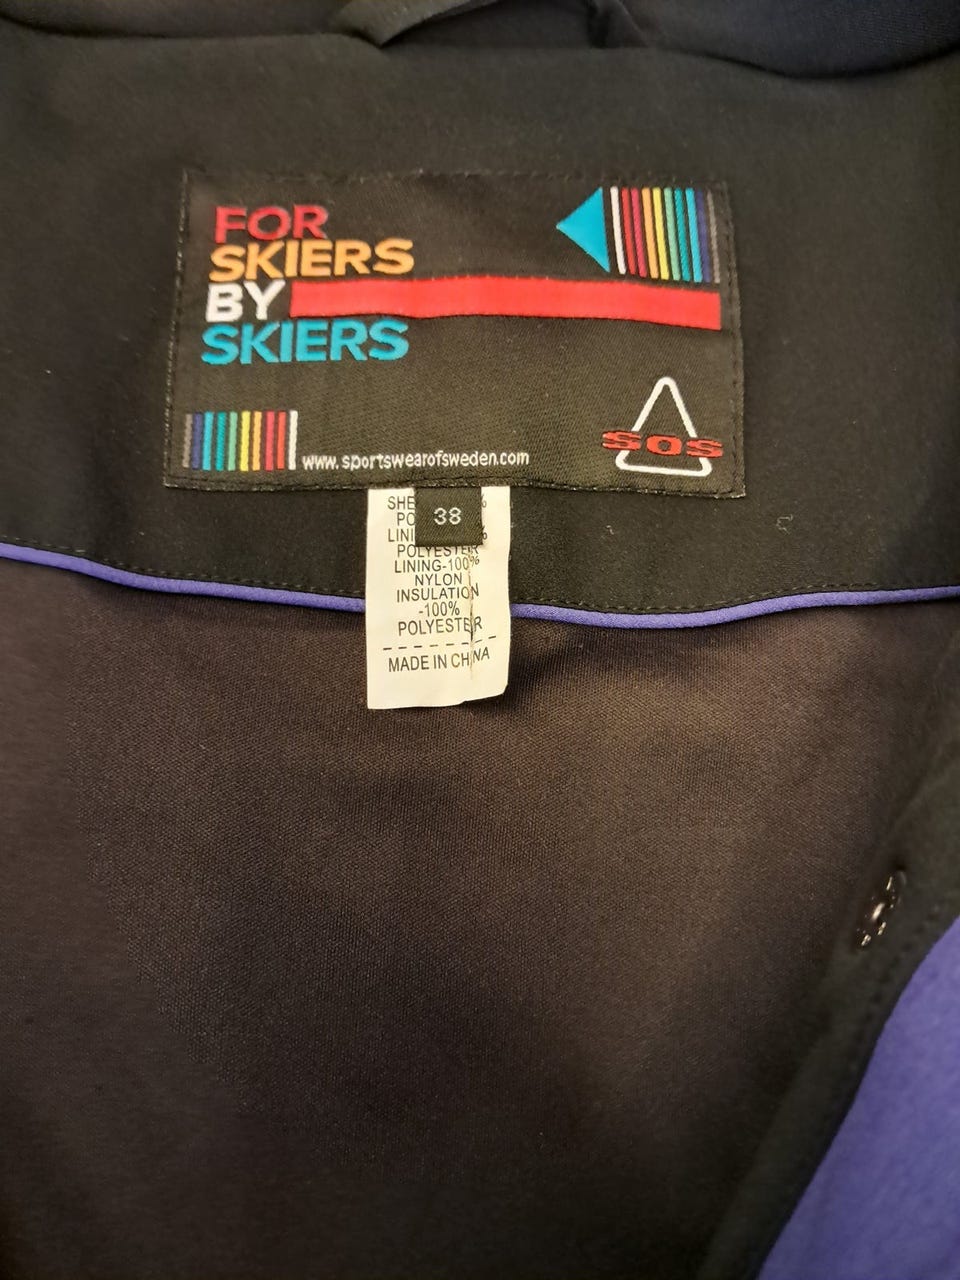 FOR
SKIERS
BY
SKIERS
SOS
www.sportswearofsweden.com
38
POLYESTER
LINING-100%
NYLON
INSULATION
-100%
POLYESTER
MADE IN CHINA